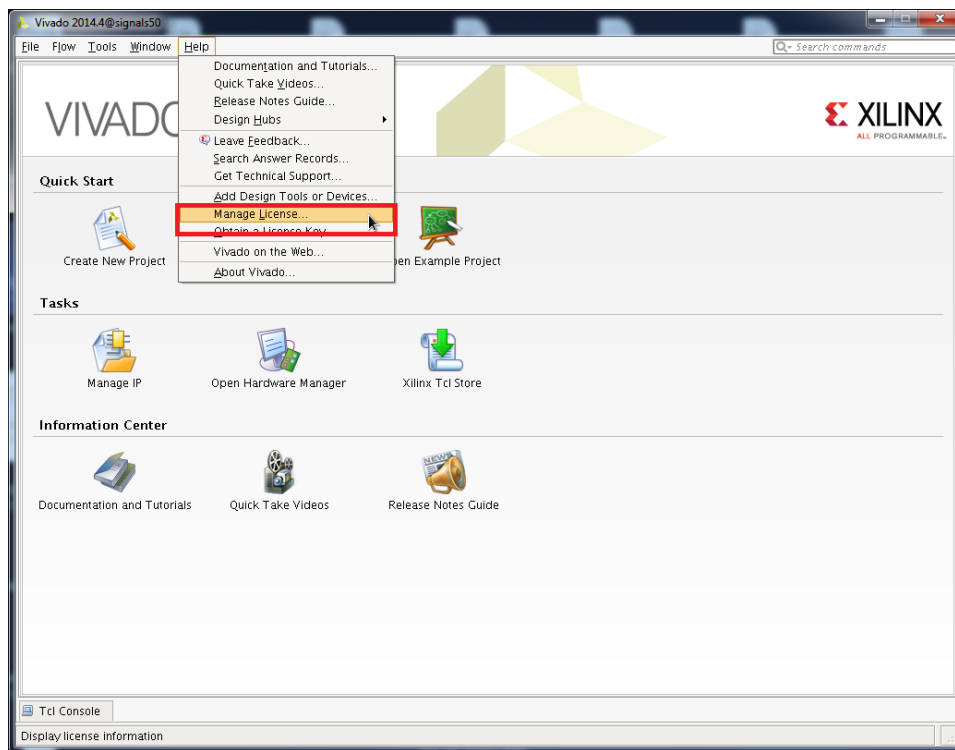 Vivado 2014.4@signals50
File Flow Tools Window Help
Search commands
Documentation and Tutorials...
Quick Take Videos...
Release Notes Guide...
Design Hubs
Leave Feedback...
Search Answer Records...
Get Technical Support...
Add Design Tools or Devices...
Manage License...
Obtain a License Key
Vivado on the Web...
About Vivado...
VIVADO
XILINX
ALL PROGRAMMABLE.
Quick Start
Create New Project
en Example Project
Tasks
Manage IP Open Hardware Manager Xilinx Tcl Store
Information Center
NEWS
Documentation and Tutorials Quick Take Videos Release Notes Guide
Tcl Console
Display license information